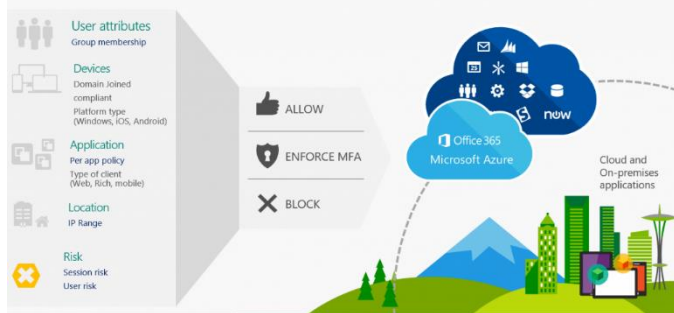 User attributes
Group membership
Devices
Domain Joined
compliant
Platform type
(Windows, iOS, Android)
Application
Per app policy
Type of client
(Web, Rich, mobile)
Location
IP Range
Risk
Session risk
User risk
ALLOW
ENFORCE MFA
BLOCK
25
S
now
Office 365
Microsoft Azure
Cloud and
On-premises
applications